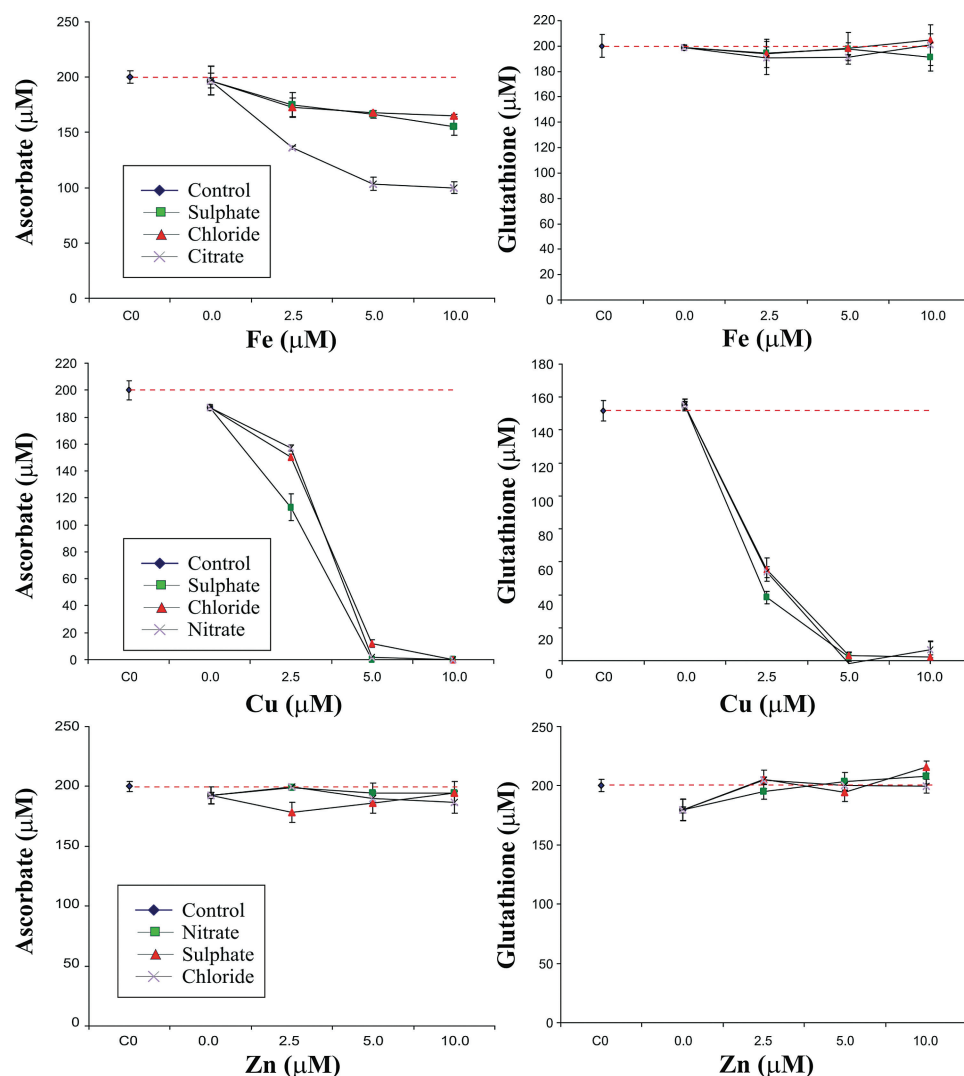 Ascorbate (μM)
250
200
150
100
50
0
Control
Sulphate
Chloride
Citrate
C0 0.0 2.5 5.0 10.0
Fe (μM)
Glutathione (μM)
220
200
180
160
140
120
100
80
60
40
20
0
C0 0.0 2.5 5.0 10.0
Fe (μM)
Ascorbate (μM)
220
200
180
160
140
120
100
80
60
40
20
0
Control
Sulphate
Chloride
Nitrate
C0 0.0 2.5 5.0 10.0
Cu (μM)
Glutathione (μM)
180
160
140
120
100
80
60
40
20
0
C0 0.0 2.5 5.0 10.0
Cu (μM)
Ascorbate (μM)
250
200
150
100
50
0
Control
Nitrate
Sulphate
Chloride
C0 0.0 2.5 5.0 10.0
Zn (μM)
Glutathione (μM)
250
200
150
100
50
0
C0 0.0 2.5 5.0 10.0
Zn (μM)